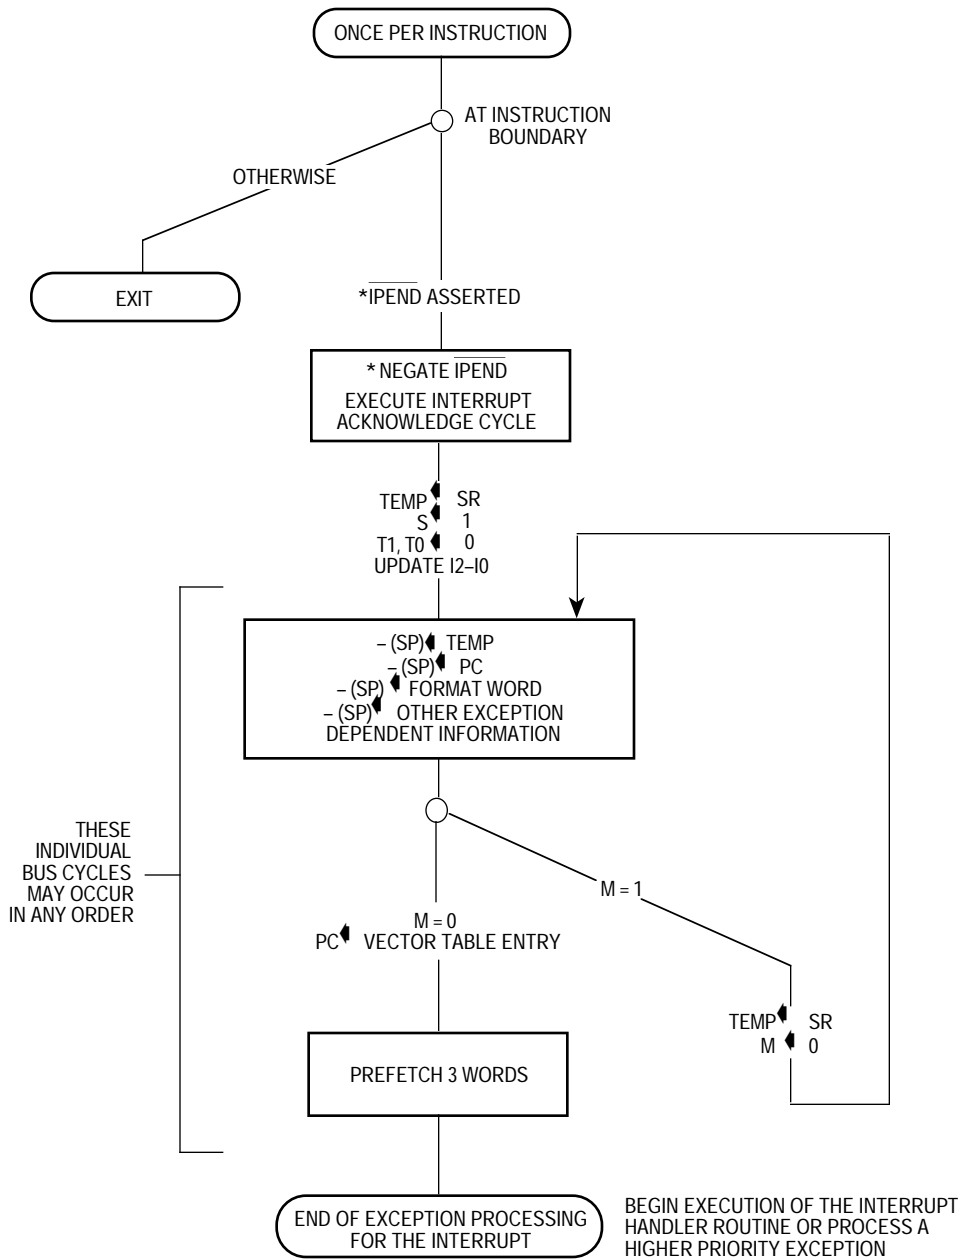 ONCE PER INSTRUCTION
AT INSTRUCTION
BOUNDARY
OTHERWISE
EXIT
*IPEND ASSERTED
* NEGATE IPEND
EXECUTE INTERRUPT
ACKNOWLEDGE CYCLE
TEMP SR
S 1
T1, T0 0
UPDATE I2–I0
– (SP) TEMP
– (SP) PC
– (SP) FORMAT WORD
– (SP) OTHER EXCEPTION
DEPENDENT INFORMATION
THESE
INDIVIDUAL
BUS CYCLES
MAY OCCUR
IN ANY ORDER
M = 1
M = 0
PC VECTOR TABLE ENTRY
TEMP SR
M 0
PREFETCH 3 WORDS
END OF EXCEPTION PROCESSING
FOR THE INTERRUPT
BEGIN EXECUTION OF THE INTERRUPT
HANDLER ROUTINE OR PROCESS A
HIGHER PRIORITY EXCEPTION